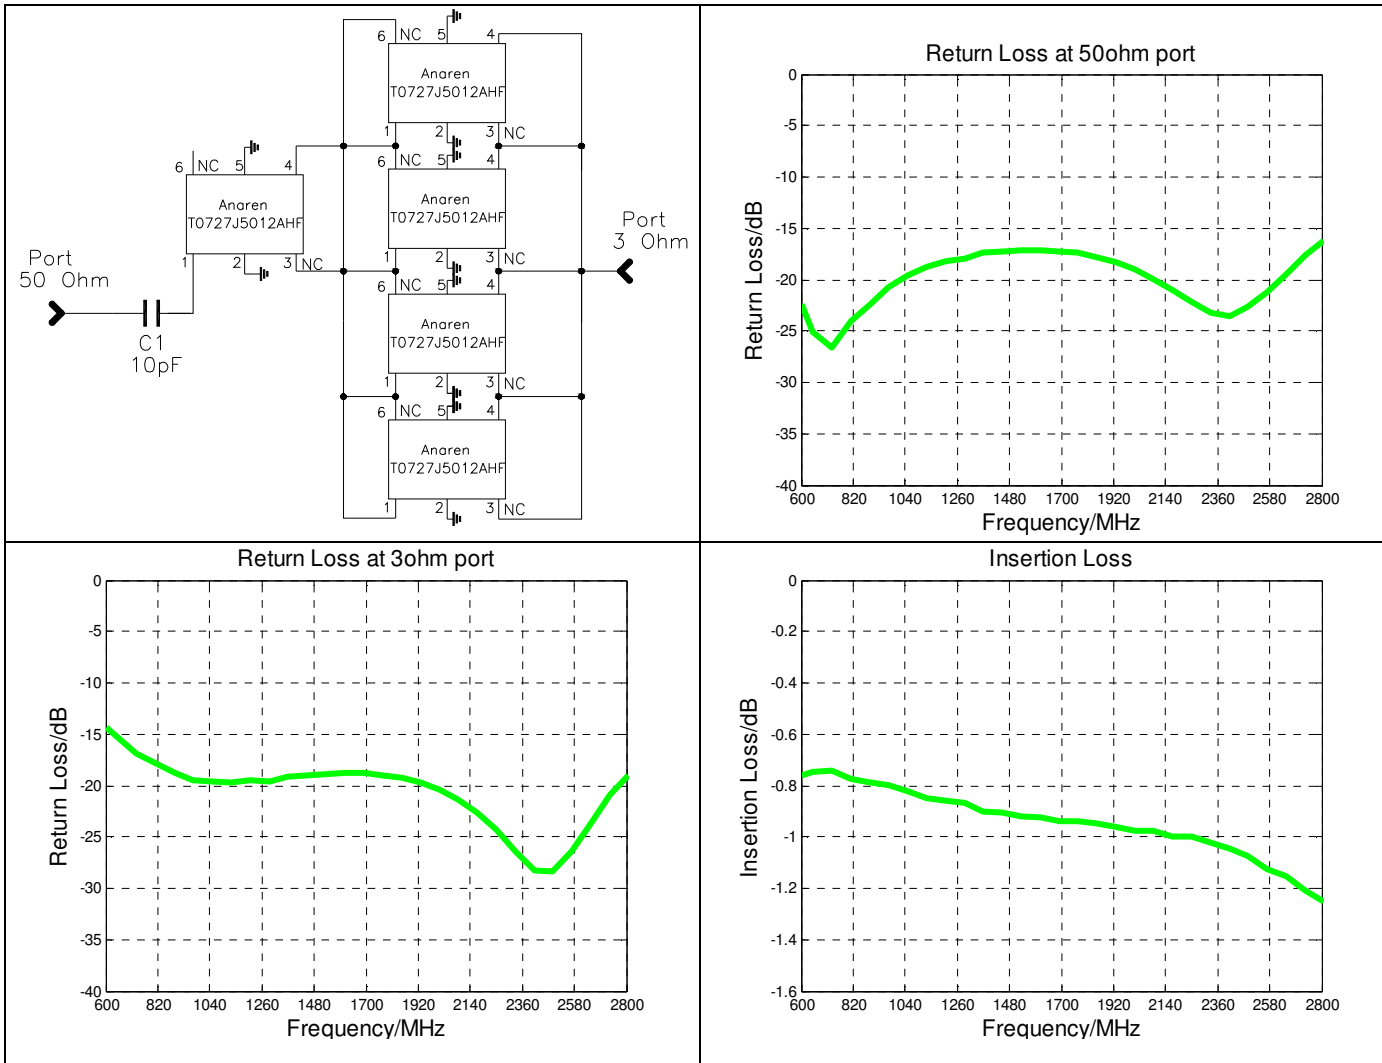 6 NC 5 4
Anaren
T0727J5012AHF
1 2 3 NC
6 NC 5 4
Anaren
T0727J5012AHF
1 2 3 NC
6 NC 5 4
Anaren
T0727J5012AHF
1 2 3 NC
6 NC 5 4
Anaren
T0727J5012AHF
1 2 3 NC
6 NC 5 4
Anaren
T0727J5012AHF
1 2 3 NC
Port
50 Ohm
C1
10pF
Port
3 Ohm
Return Loss at 50ohm port
Return Loss/dB
0
-5
-10
-15
-20
-25
-30
-35
-40
600 820 1040 1260 1480 1700 1920 2140 2360 2580 2800
Frequency/MHz
Return Loss at 3ohm port
Return Loss/dB
0
-5
-10
-15
-20
-25
-30
-35
-40
600 820 1040 1260 1480 1700 1920 2140 2360 2580 2800
Frequency/MHz
Insertion Loss
Insertion Loss/dB
0
-0.2
-0.4
-0.6
-0.8
-1
-1.2
-1.4
-1.6
600 820 1040 1260 1480 1700 1920 2140 2360 2580 2800
Frequency/MHz